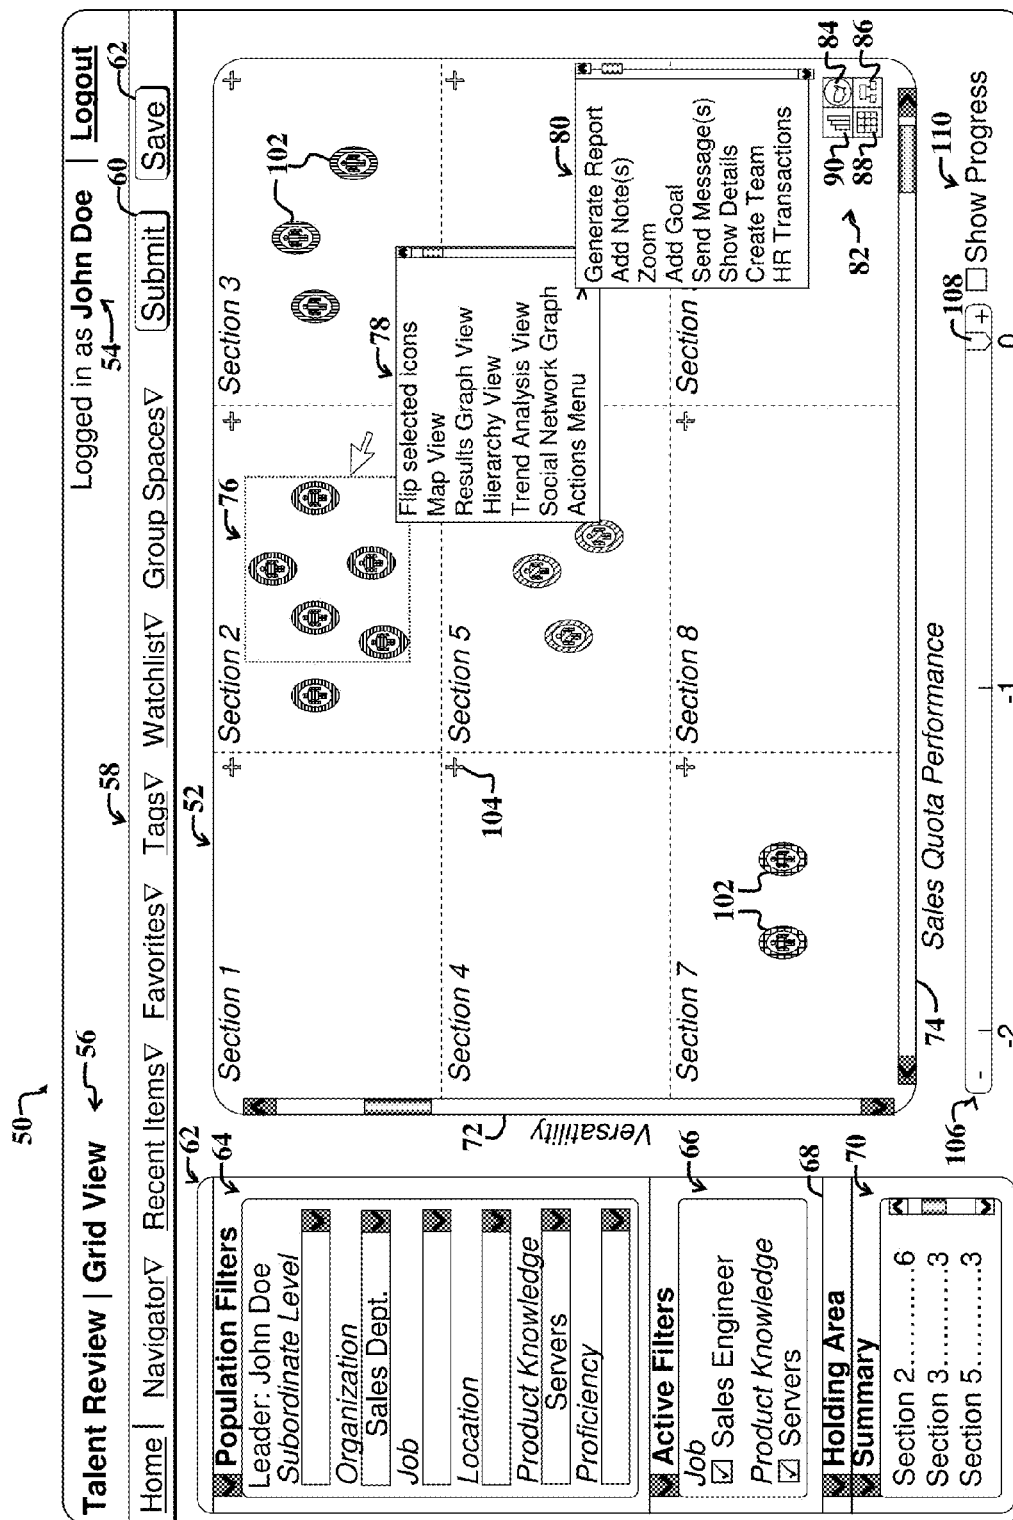 50
Talent Review | Grid View
56
Logged in as John Doe | Logout
54
58
60
62
Home | Navigator Recent Items Favorites Tags Watchlist Group Spaces
Submit
Save
62
64
Population Filters
Leader: John Doe
Subordinate Level
Organization
Sales Dept.
Job
Location
Product Knowledge
Servers
Proficiency
66
Active Filters
Job
Sales Engineer
Product Knowledge
Servers
68
Holding Area
70
Summary
Section 2..........6
Section 3..........3
Section 5..........3
52
Versatility
72
Section 1
Section 2
76
Section 3
102
78
Flip selected icons
Map View
Results Graph View
Hierarchy View
Trend Analysis View
Social Network Graph
Actions Menu
>
Section 4
104
Section 5
80
Generate Report
Add Note(s)
Zoom
Add Goal
Send Message(s)
Show Details
Create Team
HR Transactions
Section 7
102
Section 8
Section
82
90
84
88
86
74
Sales Quota Performance
106
-
+
108
110
Show Progress
-2
-1
0